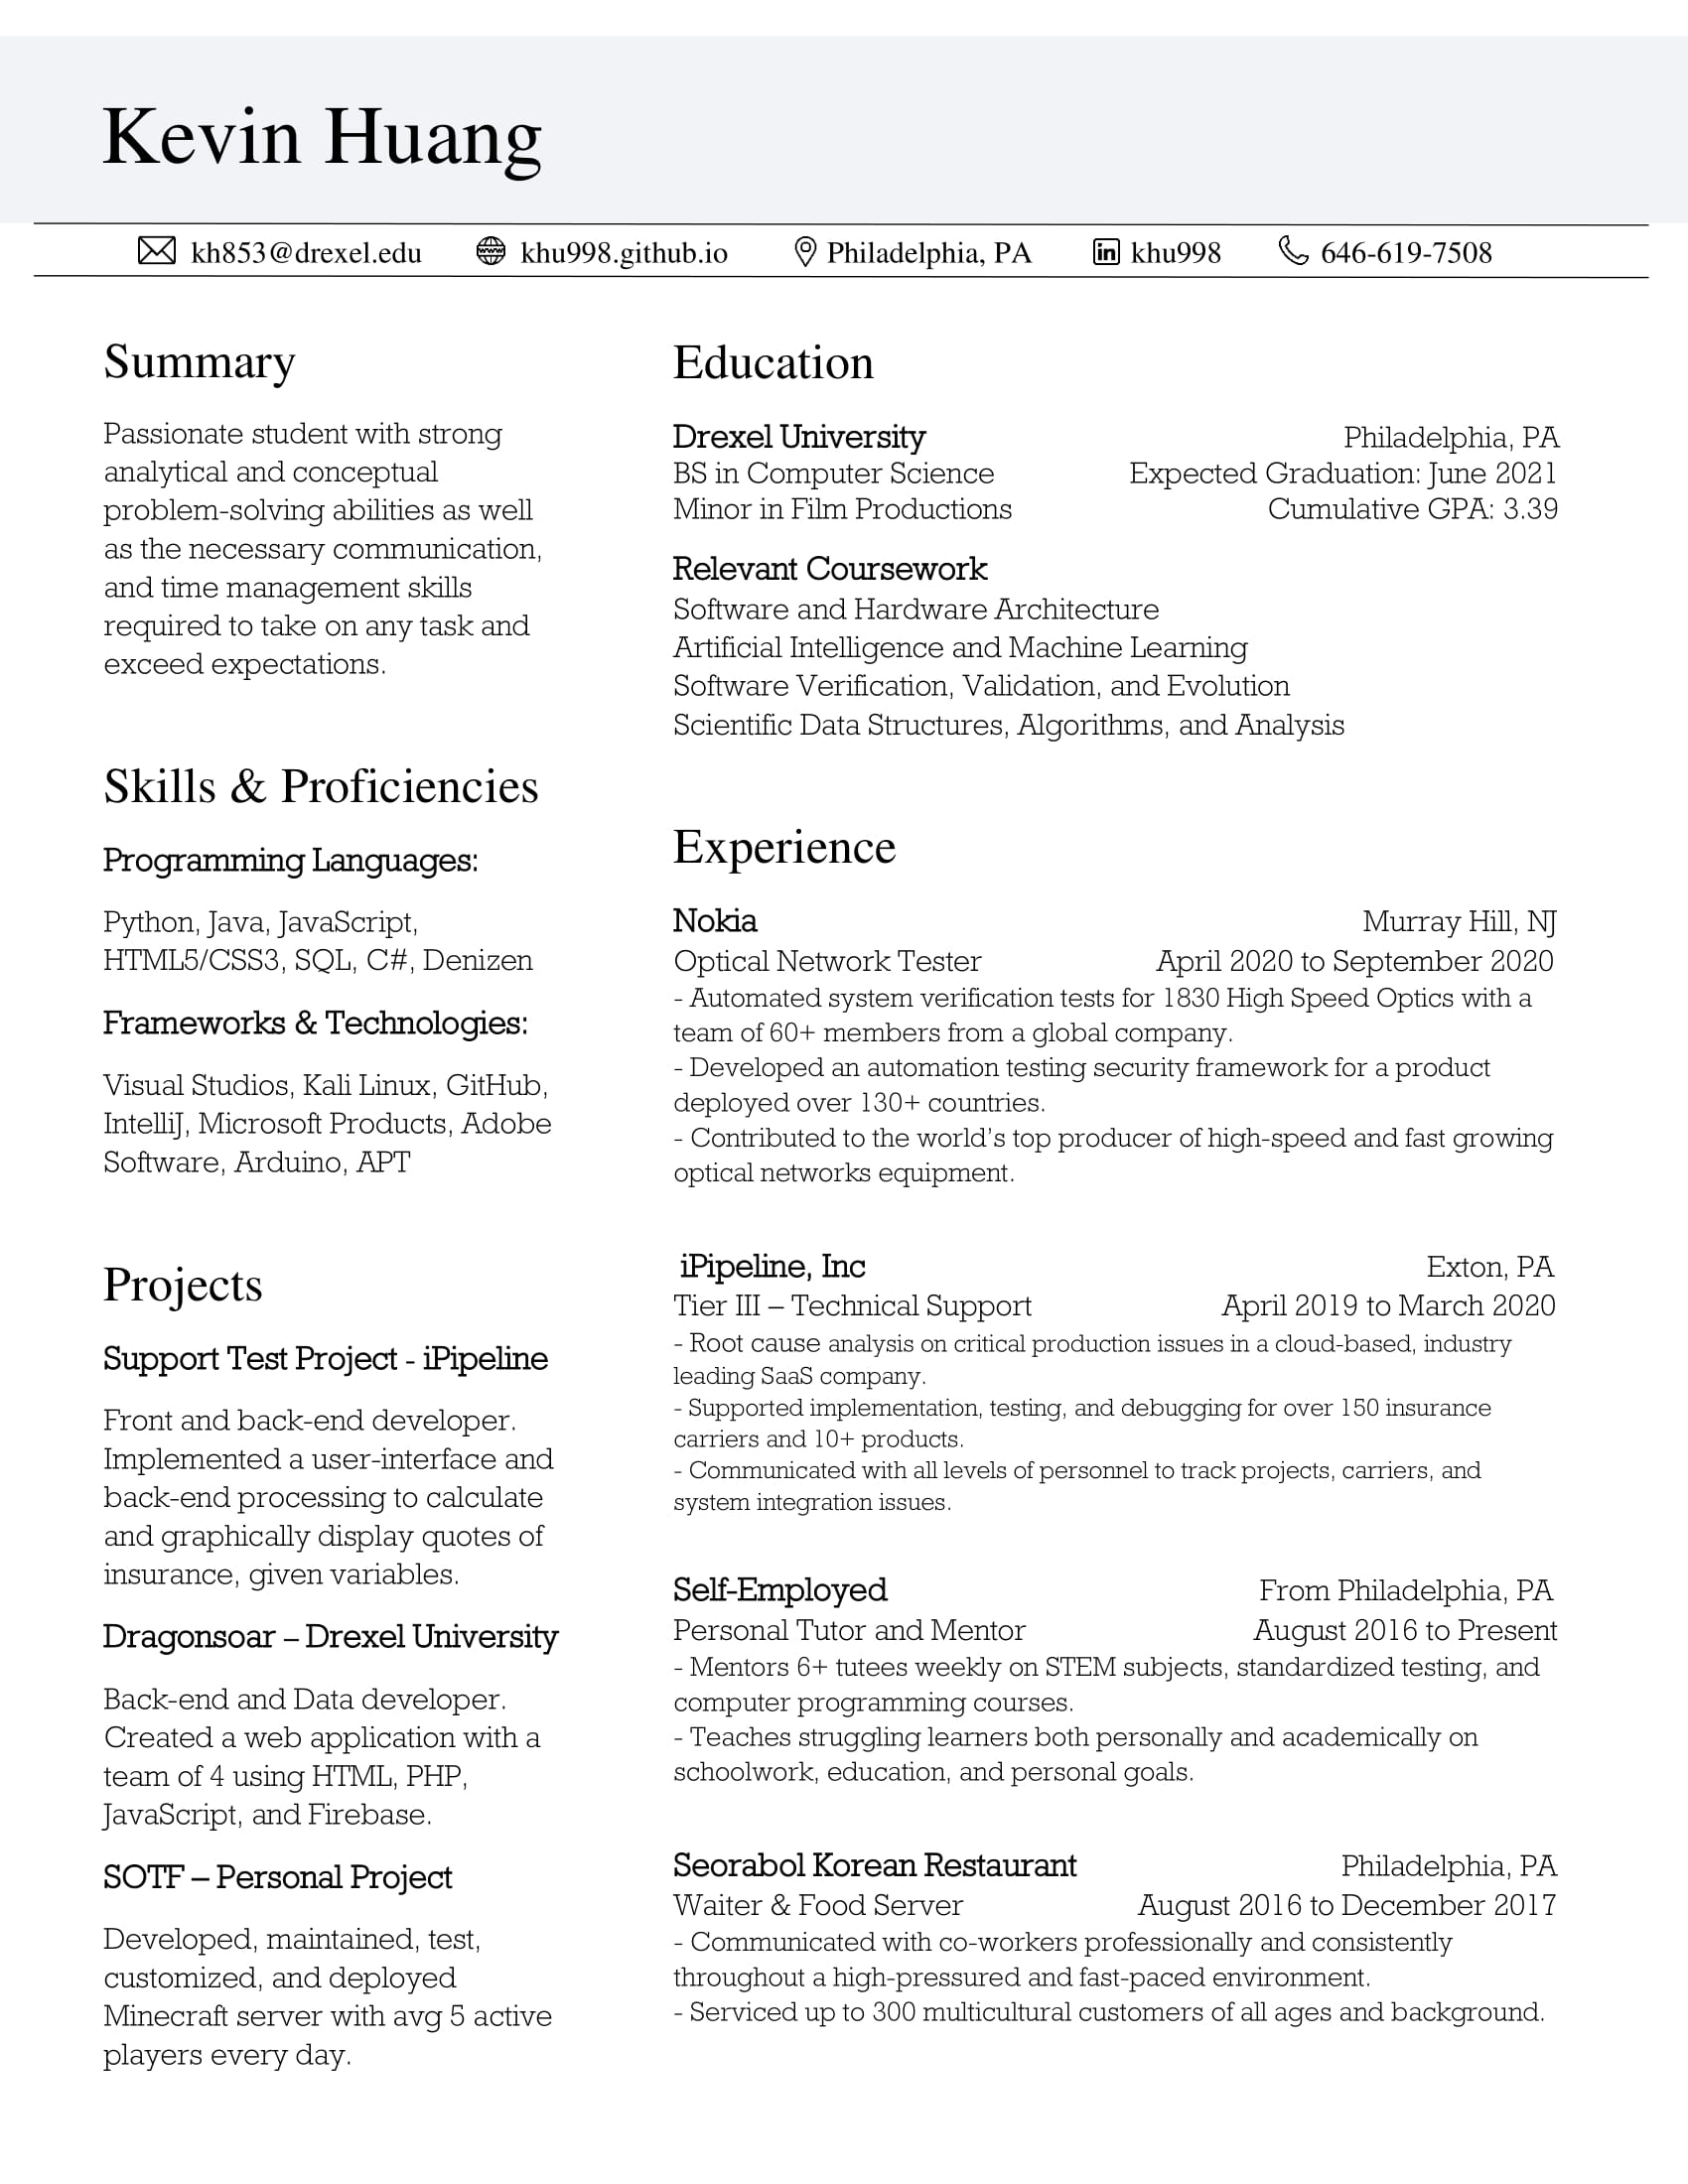 Kevin Huang
kh853@drexel.edu khu998.github.io Philadelphia, PA khu998 646-619-7508
Summary
Passionate student with strong
analytical and conceptual
problem-solving abilities as well
as the necessary communication,
and time management skills
required to take on any task and
exceed expectations.
Skills & Proficiencies
Programming Languages:
Python, Java, JavaScript,
HTML5/CSS3, SQL, C#, Denizen
Frameworks & Technologies:
Visual Studios, Kali Linux, GitHub,
IntelliJ, Microsoft Products, Adobe
Software, Arduino, APT
Projects
Support Test Project - iPipeline
Front and back-end developer.
Implemented a user-interface and
back-end processing to calculate
and graphically display quotes of
insurance, given variables.
Dragonsoar – Drexel University
Back-end and Data developer.
Created a web application with a
team of 4 using HTML, PHP,
JavaScript, and Firebase.
SOTF – Personal Project
Developed, maintained, test,
customized, and deployed
Minecraft server with avg 5 active
players every day.
Education
Drexel University Philadelphia, PA
BS in Computer Science Expected Graduation: June 2021
Minor in Film Productions Cumulative GPA: 3.39
Relevant Coursework
Software and Hardware Architecture
Artificial Intelligence and Machine Learning
Software Verification, Validation, and Evolution
Scientific Data Structures, Algorithms, and Analysis
Experience
Nokia Murray Hill, NJ
Optical Network Tester April 2020 to September 2020
- Automated system verification tests for 1830 High Speed Optics with a
team of 60+ members from a global company.
- Developed an automation testing security framework for a product
deployed over 130+ countries.
- Contributed to the world’s top producer of high-speed and fast growing
optical networks equipment.
iPipeline, Inc Exton, PA
Tier III – Technical Support April 2019 to March 2020
- Root cause analysis on critical production issues in a cloud-based, industry
leading SaaS company.
- Supported implementation, testing, and debugging for over 150 insurance
carriers and 10+ products.
- Communicated with all levels of personnel to track projects, carriers, and
system integration issues.
Self-Employed From Philadelphia, PA
Personal Tutor and Mentor August 2016 to Present
- Mentors 6+ tutees weekly on STEM subjects, standardized testing, and
computer programming courses.
- Teaches struggling learners both personally and academically on
schoolwork, education, and personal goals.
Seorabol Korean Restaurant Philadelphia, PA
Waiter & Food Server August 2016 to December 2017
- Communicated with co-workers professionally and consistently
throughout a high-pressured and fast-paced environment.
- Serviced up to 300 multicultural customers of all ages and background.